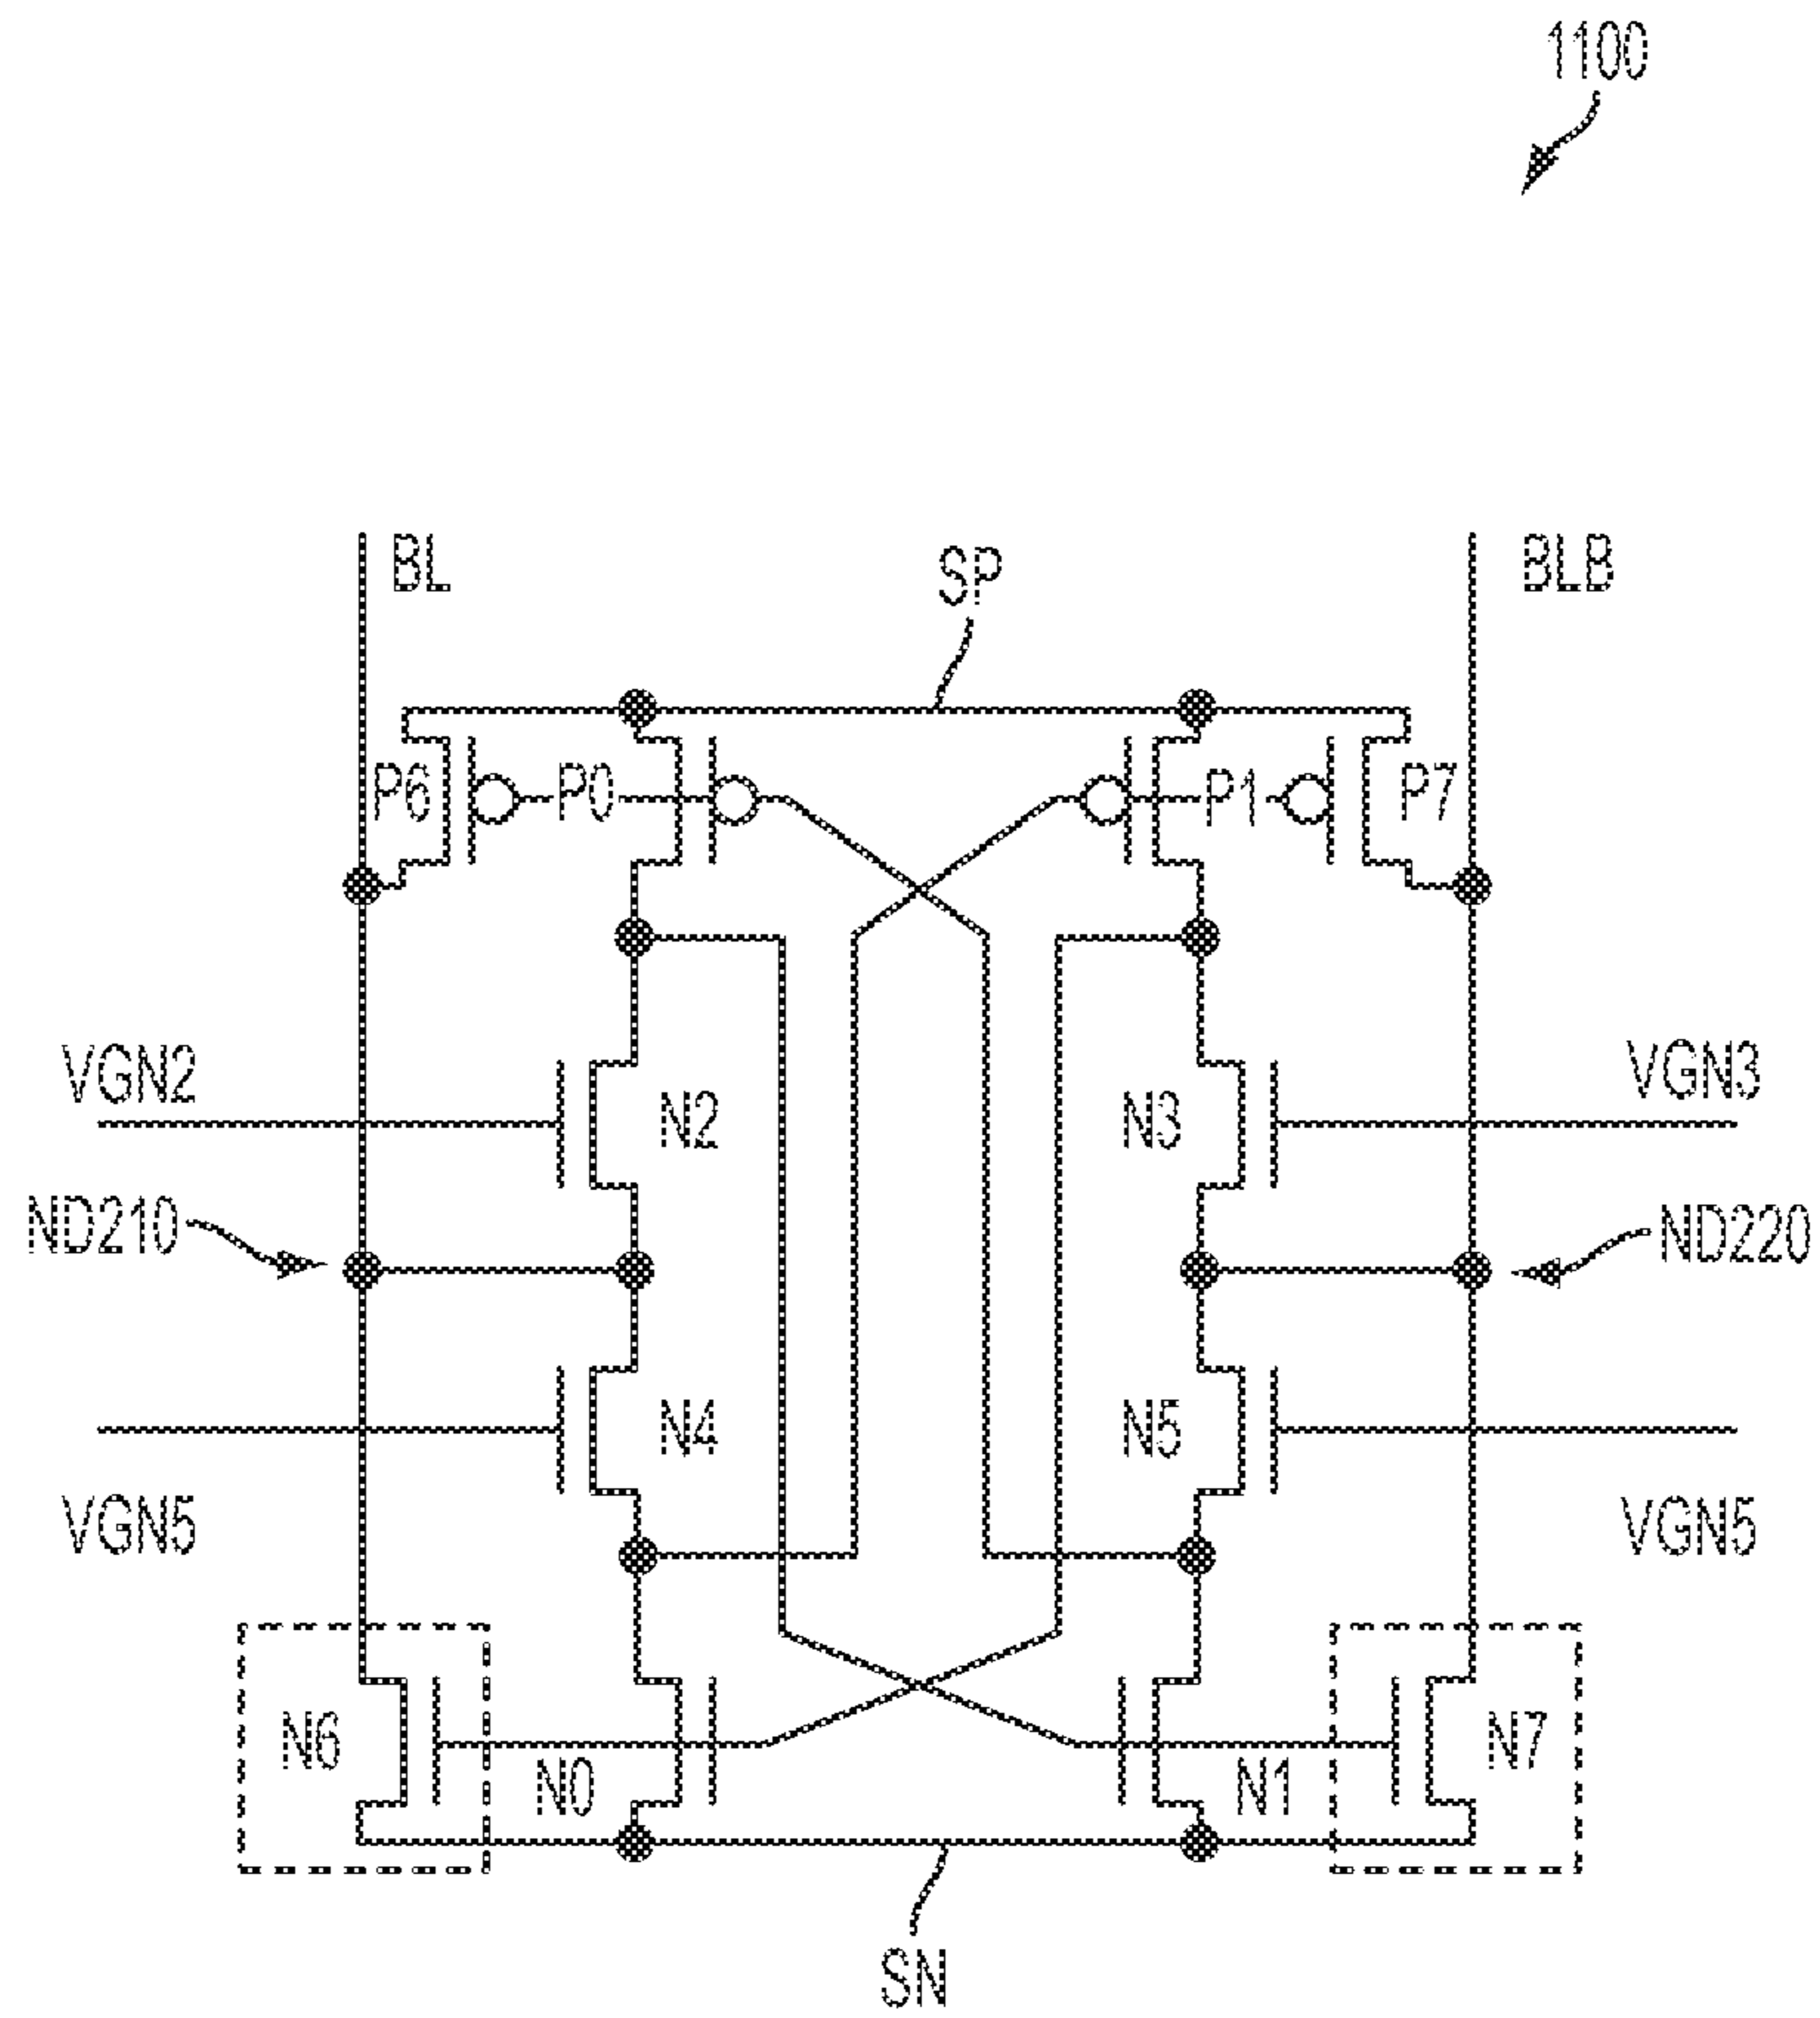 1100
BL
SP
BLB
P6
P0
P1
P7
VGN2
N2
N3
VGN3
ND210
ND220
N4
N5
VGN5
VGN5
N6
N0
N1
N7
SN